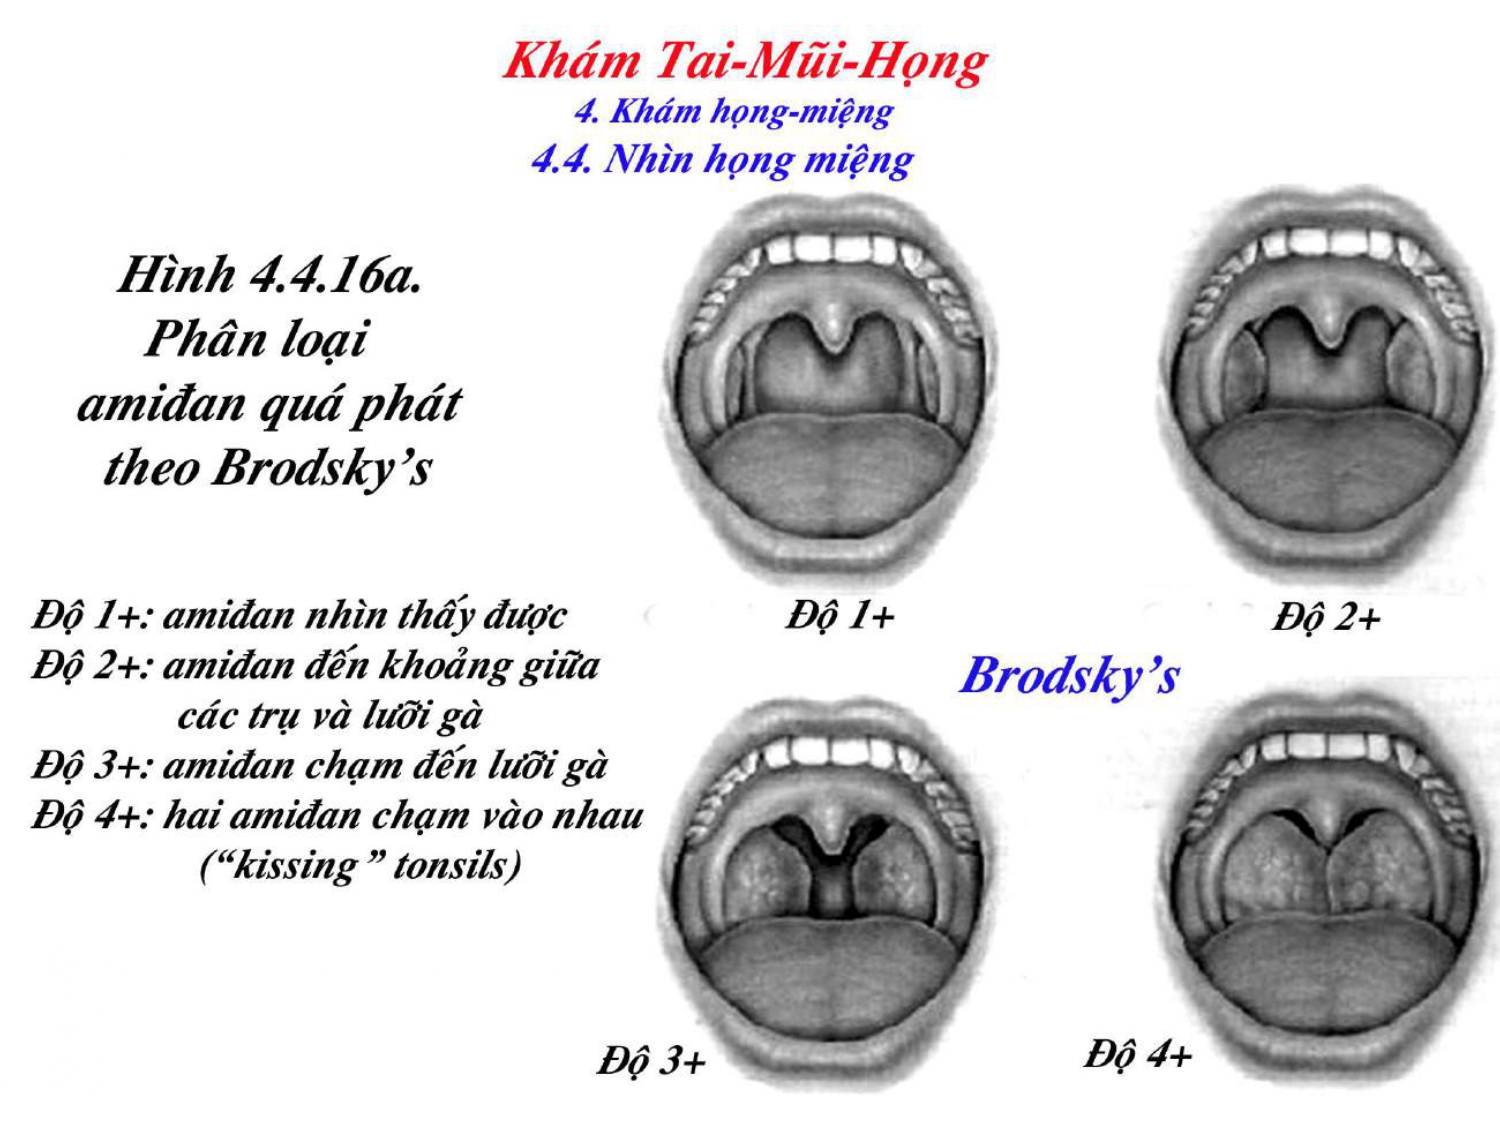 Khám Tai-Mũi-Họng
4. Khám họng-miệng
4.4. Nhìn họng miệng
Hình 4.4.16a.
Phân loại
amiđan quá phát
theo Brodsky’s
Độ 1+: amiđan nhìn thấy được
Độ 2+: amiđan đến khoảng giữa
các trụ và lưỡi gà
Độ 3+: amiđan chạm đến lưỡi gà
Độ 4+: hai amiđan chạm vào nhau
(“kissing” tonsils)
Độ 1+
Độ 2+
Brodsky’s
Độ 3+
Độ 4+